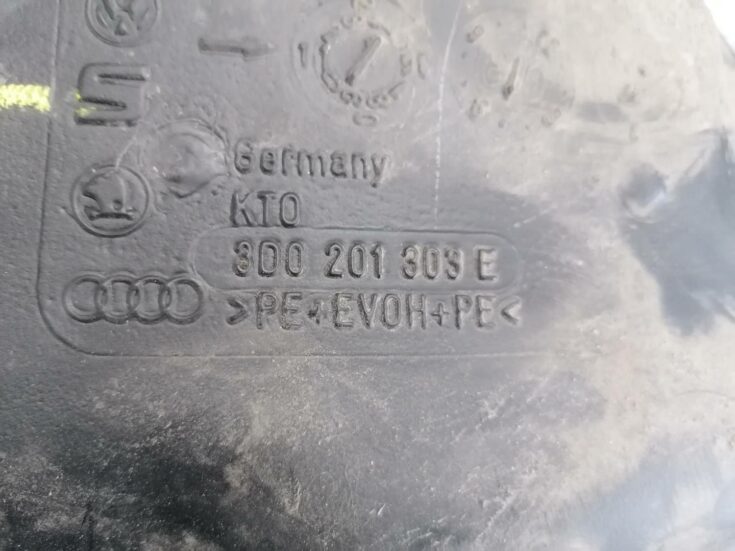 Germany
KTO
3D0 201 303 E
>PE+EVOH+PE<